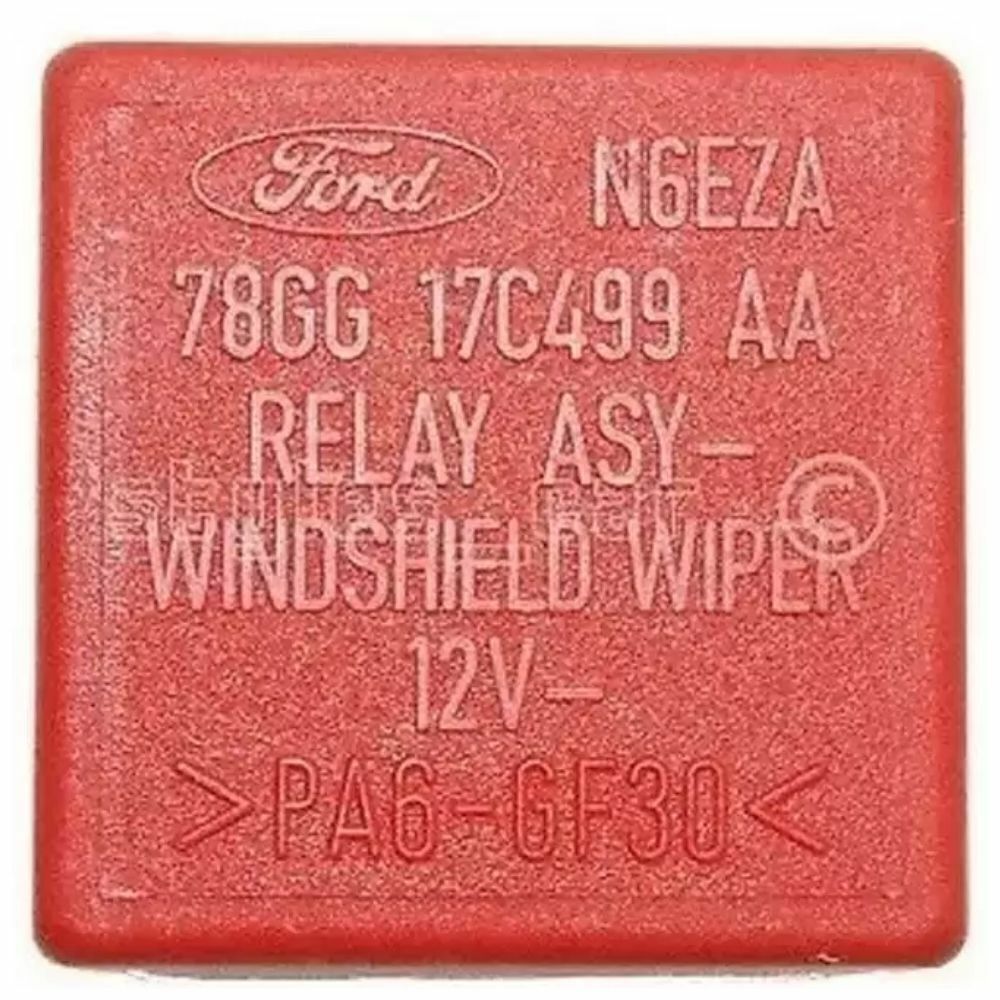 Ford N6EZA
78GG 17C499 AA
RELAY ASY-
WINDSHIELD WIPER
12V-
>PA6-GF30<
©